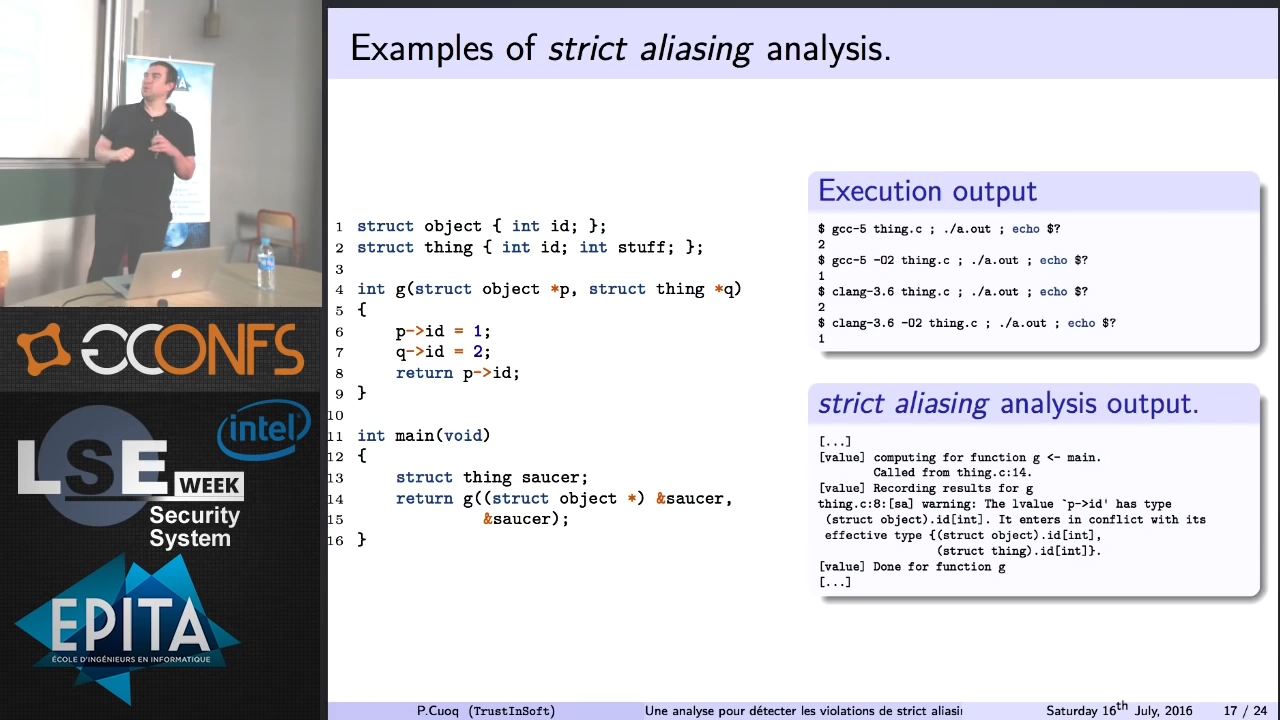 Examples of strict aliasing analysis.
1 struct object { int id; };
2 struct thing { int id; int stuff; };
3
4 int g(struct object *p, struct thing *q)
5 {
6 p->id = 1;
7 q->id = 2;
8 return p->id;
9 }
10
11 int main(void)
12 {
13 struct thing saucer;
14 return g((struct object *) &saucer,
15 &saucer);
16 }
Execution output
$ gcc-5 thing.c ; ./a.out ; echo $?
2
$ gcc-5 -O2 thing.c ; ./a.out ; echo $?
1
$ clang-3.6 thing.c ; ./a.out ; echo $?
2
$ clang-3.6 -O2 thing.c ; ./a.out ; echo $?
1
strict aliasing analysis output.
[...]
[value] computing for function g <- main.
Called from thing.c:14.
[value] Recording results for g
thing.c:8:[sa] warning: The lvalue `p->id' has type
(struct object).id[int]. It enters in conflict with its
effective type {(struct object).id[int],
(struct thing).id[int]}.
[value] Done for function g
[...]
GCONFS
LSE
WEEK
intel
Security
System
EPITA
ÉCOLE D'INGÉNIEURS EN INFORMATIQUE
P.Cuoq (TrustInSoft) Une analyse pour détecter les violations de strict aliasi Saturday 16th July, 2016 17 / 24